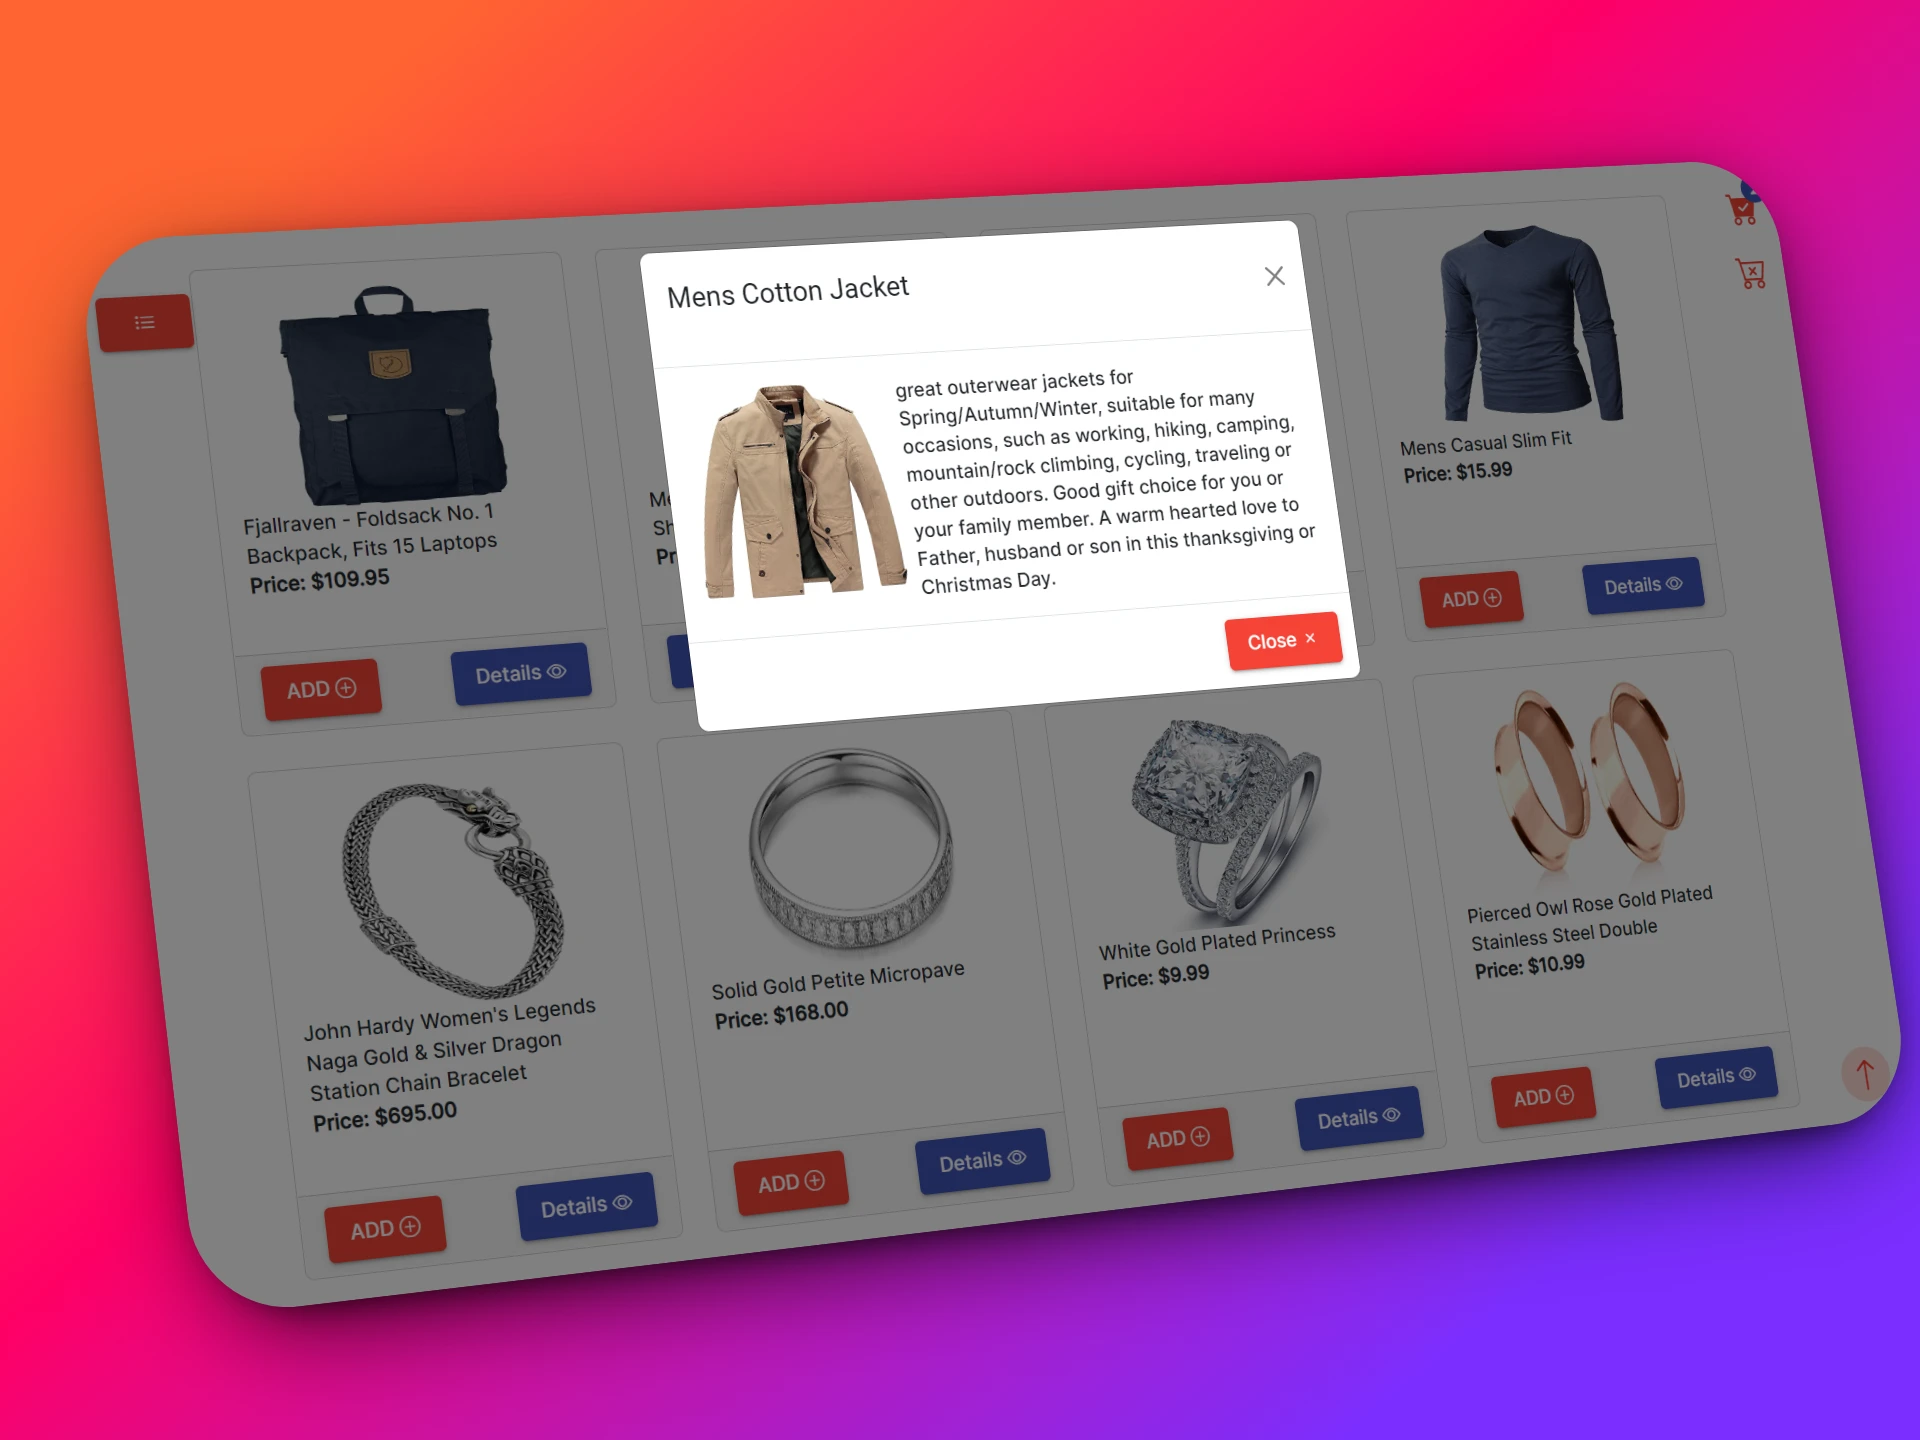 Mens Cotton Jacket
great outerwear jackets for
Spring/Autumn/Winter, suitable for many
occasions, such as working, hiking, camping,
mountain/rock climbing, cycling, traveling or
other outdoors. Good gift choice for you or
your family member. A warm hearted love to
Father, husband or son in this thanksgiving or
Christmas Day.
Close ×
Fjallraven - Foldsack No. 1
Backpack, Fits 15 Laptops
Price: $109.95
ADD
Details
Mens Casual Slim Fit
Price: $15.99
ADD
Details
John Hardy Women's Legends
Naga Gold & Silver Dragon
Station Chain Bracelet
Price: $695.00
ADD
Details
Solid Gold Petite Micropave
Price: $168.00
ADD
Details
White Gold Plated Princess
Price: $9.99
ADD
Details
Pierced Owl Rose Gold Plated
Stainless Steel Double
Price: $10.99
ADD
Details